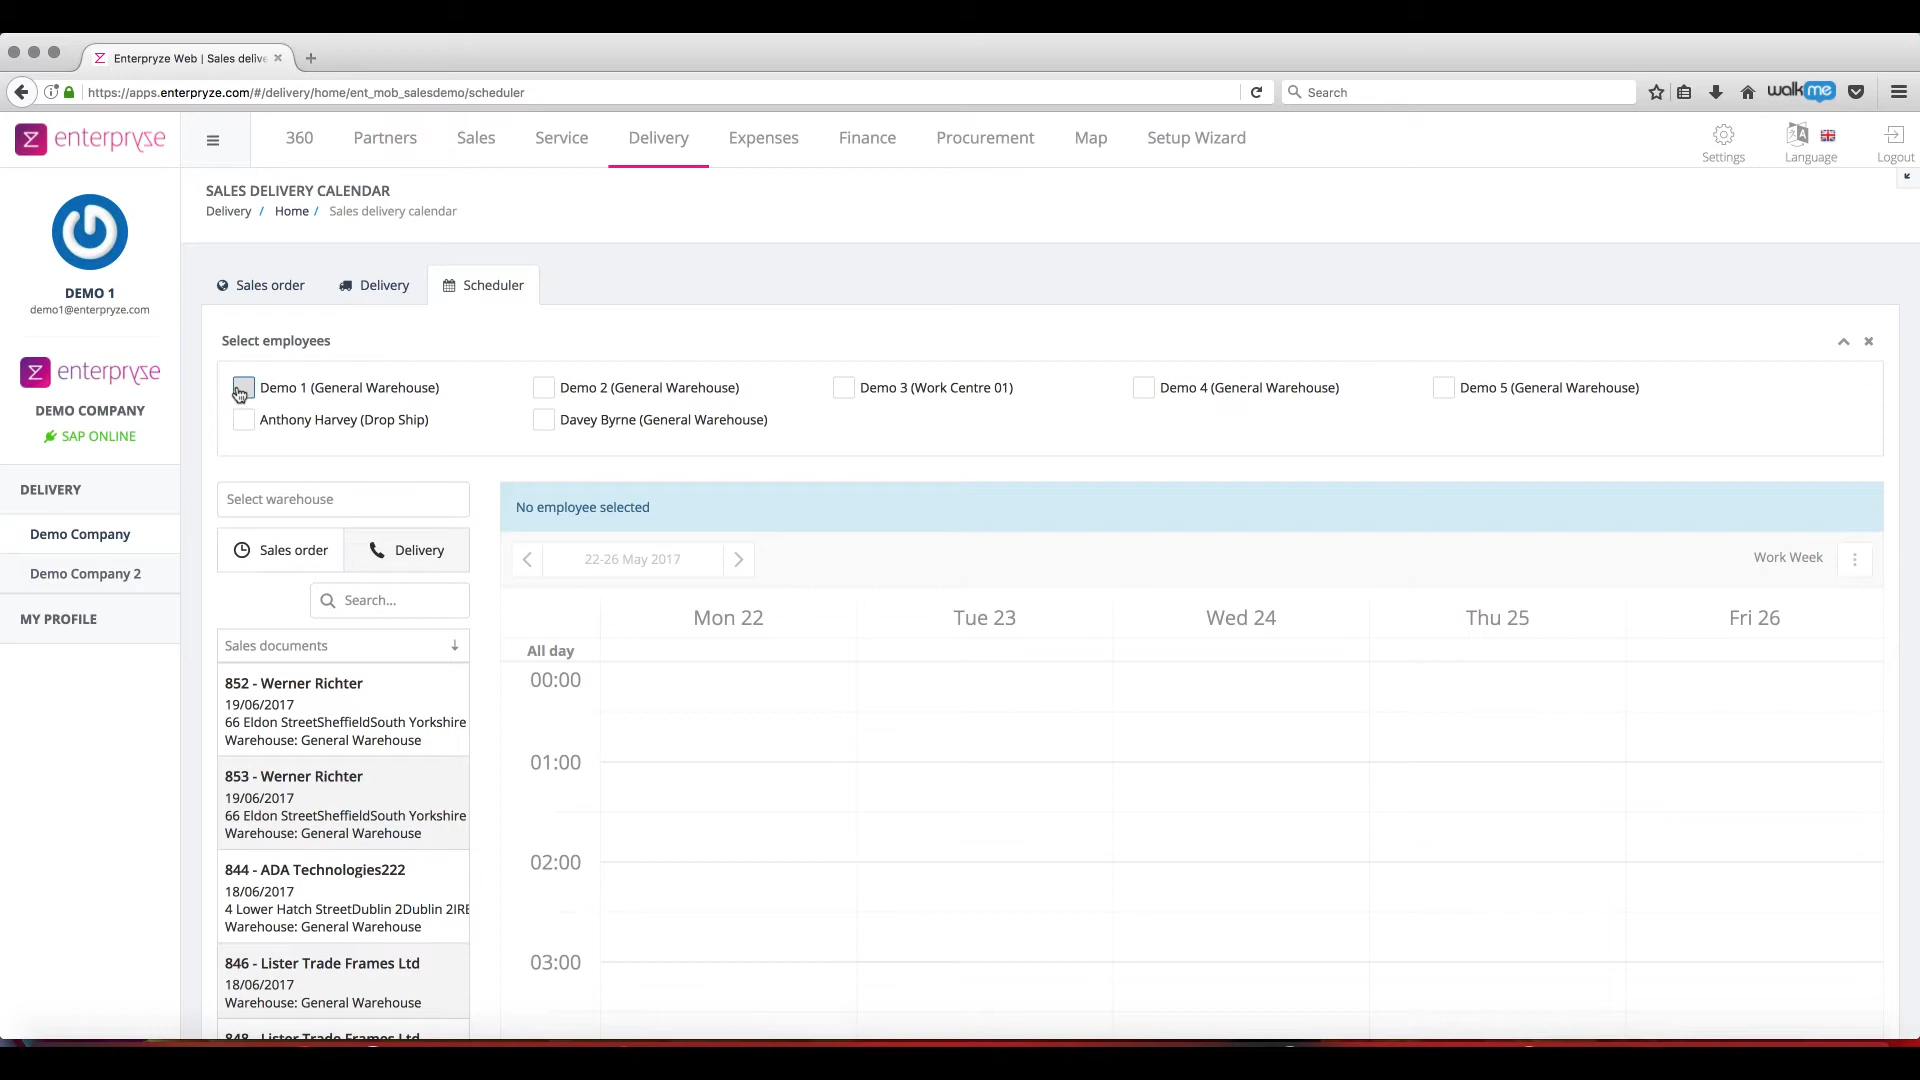 Enterpryze Web | Sales delive
https://apps.enterpryze.com/#/delivery/home/ent_mob_salesdemo/scheduler
Search
walkme
enterpryze
360
Partners
Sales
Service
Delivery
Expenses
Finance
Procurement
Map
Setup Wizard
Settings
Language
Logout
SALES DELIVERY CALENDAR
Delivery / Home / Sales delivery calendar
DEMO 1
demo1@enterpryze.com
enterpryze
DEMO COMPANY
SAP ONLINE
DELIVERY
Demo Company
Demo Company 2
MY PROFILE
Sales order
Delivery
Scheduler
Select employees
Demo 1 (General Warehouse)
Demo 2 (General Warehouse)
Demo 3 (Work Centre 01)
Demo 4 (General Warehouse)
Demo 5 (General Warehouse)
Anthony Harvey (Drop Ship)
Davey Byrne (General Warehouse)
Select warehouse
Sales order
Delivery
Search...
Sales documents
852 - Werner Richter
19/06/2017
66 Eldon StreetSheffieldSouth Yorkshire
Warehouse: General Warehouse
853 - Werner Richter
19/06/2017
66 Eldon StreetSheffieldSouth Yorkshire
Warehouse: General Warehouse
844 - ADA Technologies222
18/06/2017
4 Lower Hatch StreetDublin 2Dublin 2IRE
Warehouse: General Warehouse
846 - Lister Trade Frames Ltd
18/06/2017
Warehouse: General Warehouse
848 - Lister Trade Frames Ltd
No employee selected
22-26 May 2017
Work Week
Mon 22
Tue 23
Wed 24
Thu 25
Fri 26
All day
00:00
01:00
02:00
03:00